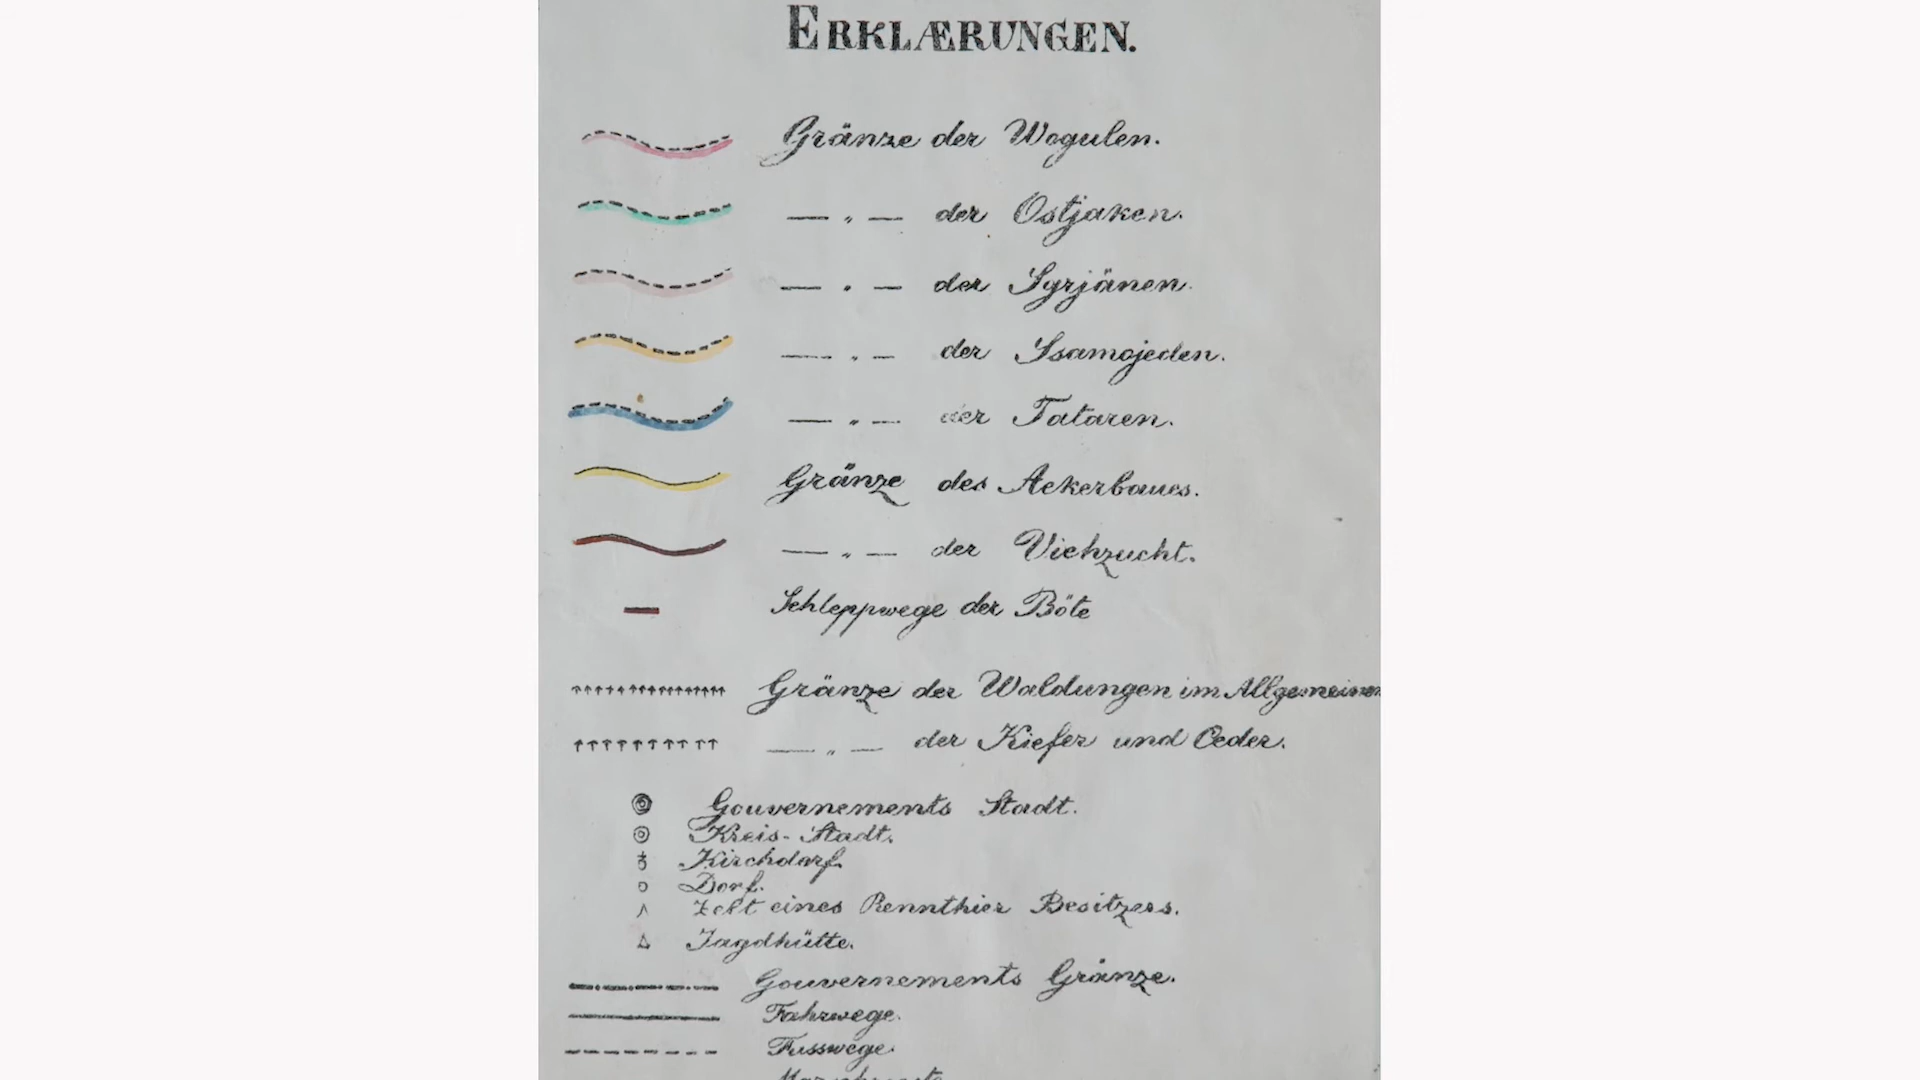 ERKLÆRUNGEN.
Gränze der Wogulen.
— „ — der Ostjaken.
— „ — der Syrjänen.
— „ — der Ssamojeden.
— „ — der Tataren.
Gränze des Ackerbaues.
— „ — der Viehzucht.
Schleppwege der Böte
Gränze der Waldungen im Allgemeinen
— „ — der Kiefer und Ceder.
Gouvernements Stadt.
Kreis-Stadt.
Kirchdorf.
Dorf.
Zelt eines Rennthier Besitzers.
Jagdhütte.
Gouvernements Gränze.
Fahrwege.
Fusswege.